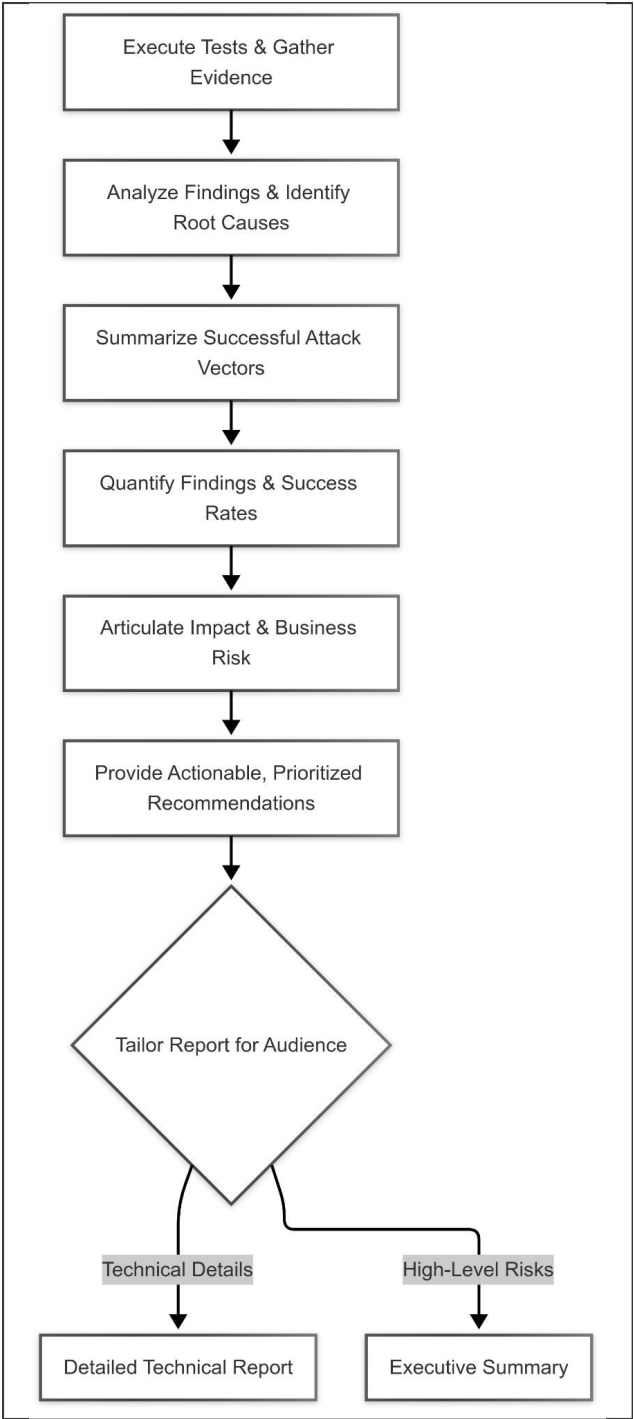 Execute Tests & Gather
Evidence
Analyze Findings & Identify
Root Causes
Summarize Successful Attack
Vectors
Quantify Findings & Success
Rates
Articulate Impact & Business
Risk
Provide Actionable, Prioritized
Recommendations
Tailor Report for Audience
Technical Details
High-Level Risks
Detailed Technical Report
Executive Summary